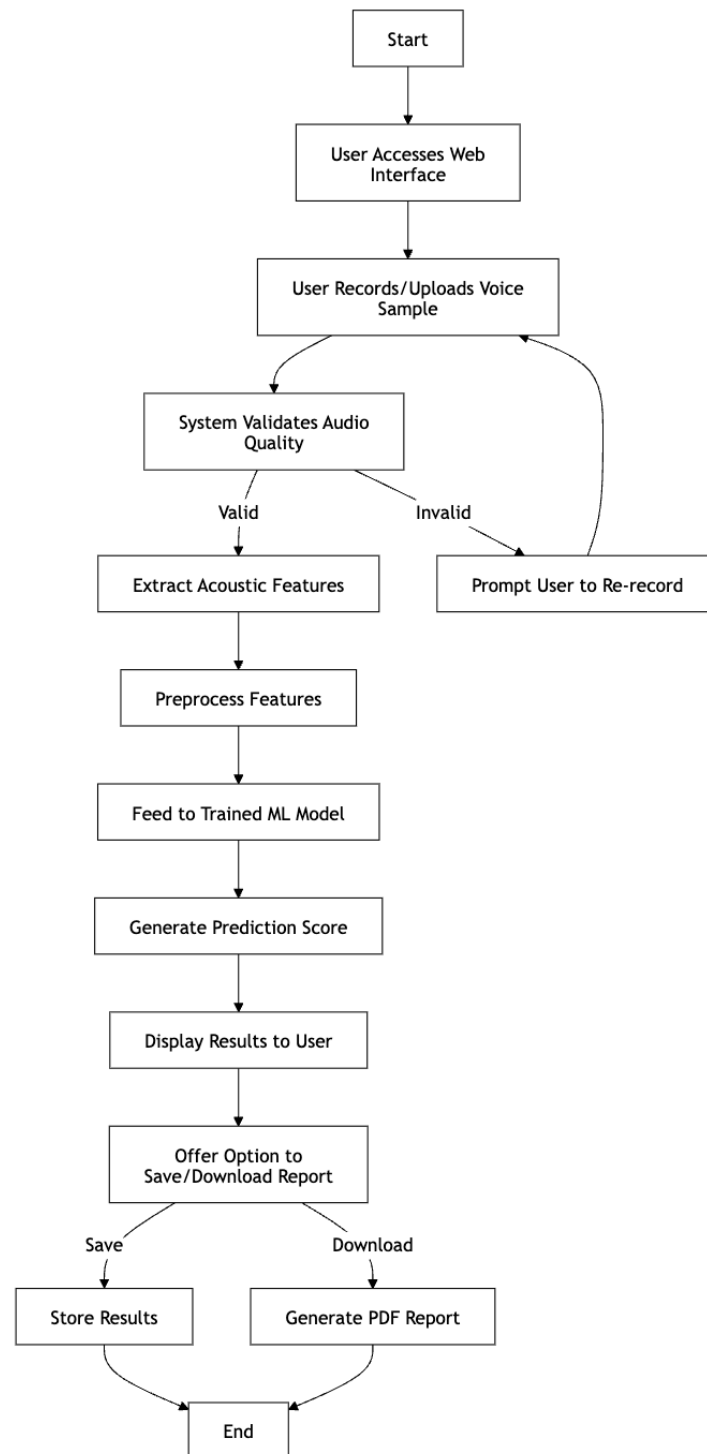 Start
User Accesses Web
Interface
User Records/Uploads Voice
Sample
System Validates Audio
Quality
Valid
Invalid
Extract Acoustic Features
Prompt User to Re-record
Preprocess Features
Feed to Trained ML Model
Generate Prediction Score
Display Results to User
Offer Option to
Save/Download Report
Save
Download
Store Results
Generate PDF Report
End